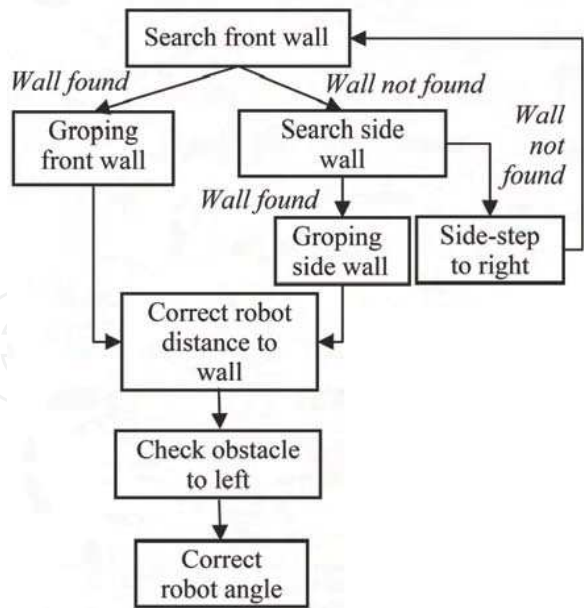 Search front wall
Wall found
Wall not found
Groping
front wall
Search side
wall
Wall
not
found
Wall found
Groping
side wall
Side-step
to right
Correct robot
distance to
wall
Check obstacle
to left
Correct
robot angle